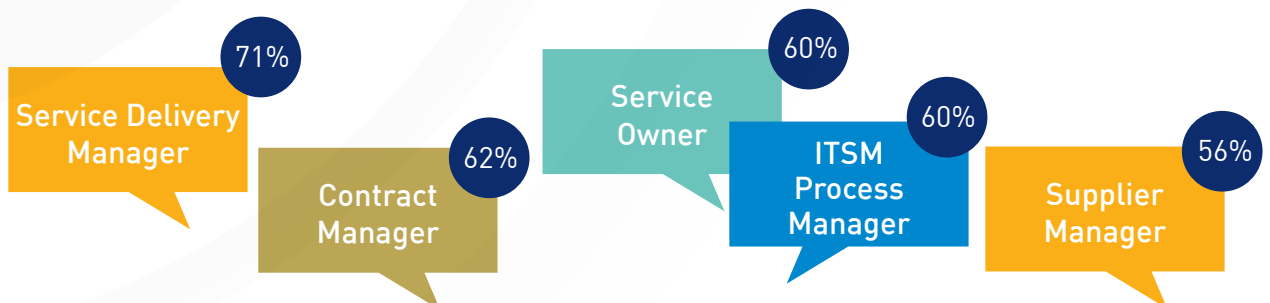 71%
Service Delivery
Manager
62%
Contract
Manager
60%
Service
Owner
60%
ITSM
Process
Manager
56%
Supplier
Manager